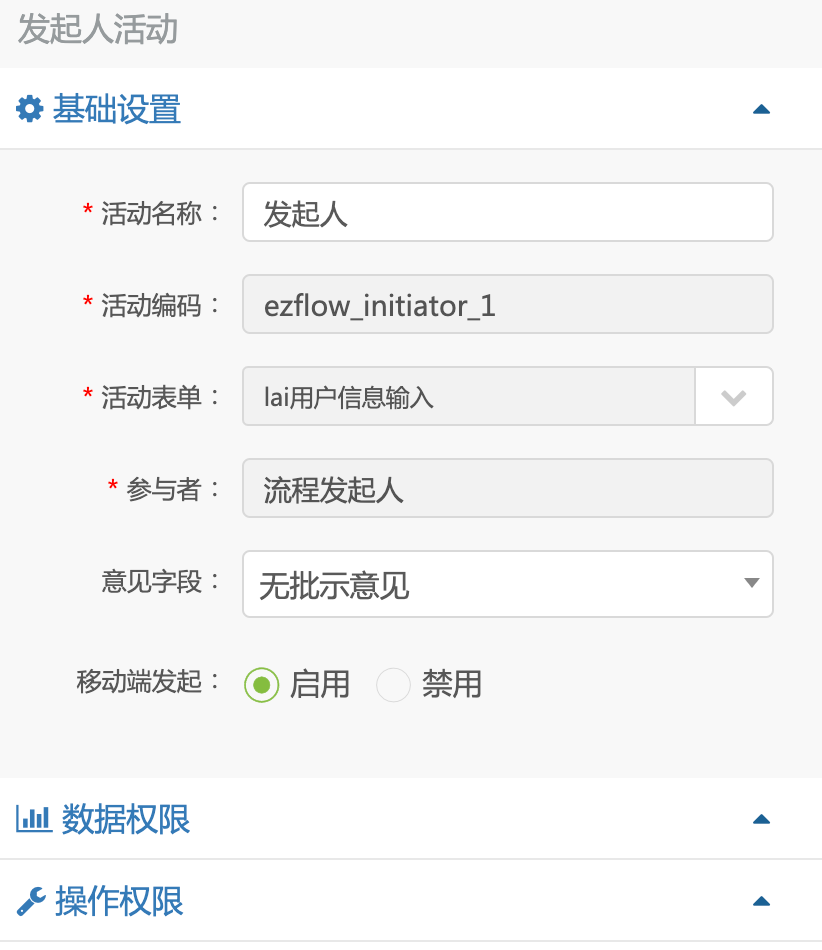 发起人活动
基础设置
* 活动名称： 发起人
* 活动编码： ezflow_initiator_1
* 活动表单： lai用户信息输入
* 参与者： 流程发起人
意见字段： 无批示意见
移动端发起： 启用 禁用
数据权限
操作权限